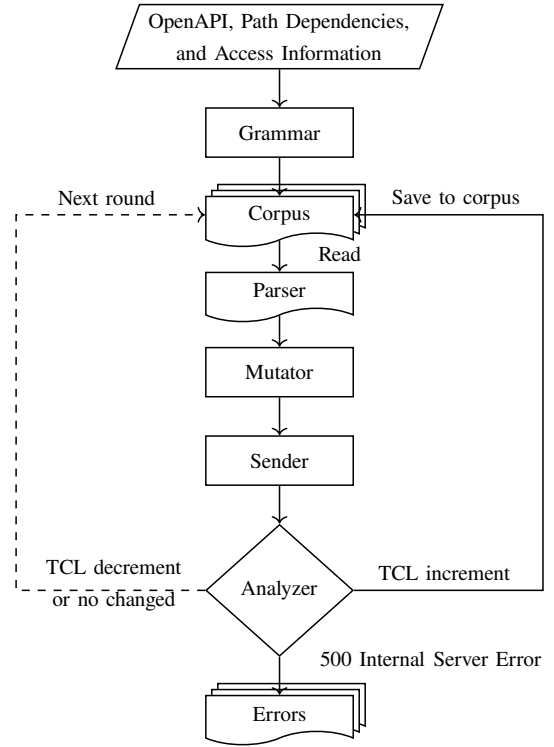 OpenAPI, Path Dependencies,
and Access Information
Grammar
Next round
Corpus
Save to corpus
Read
Parser
Mutator
Sender
TCL decrement
or no changed
Analyzer
TCL increment
500 Internal Server Error
Errors